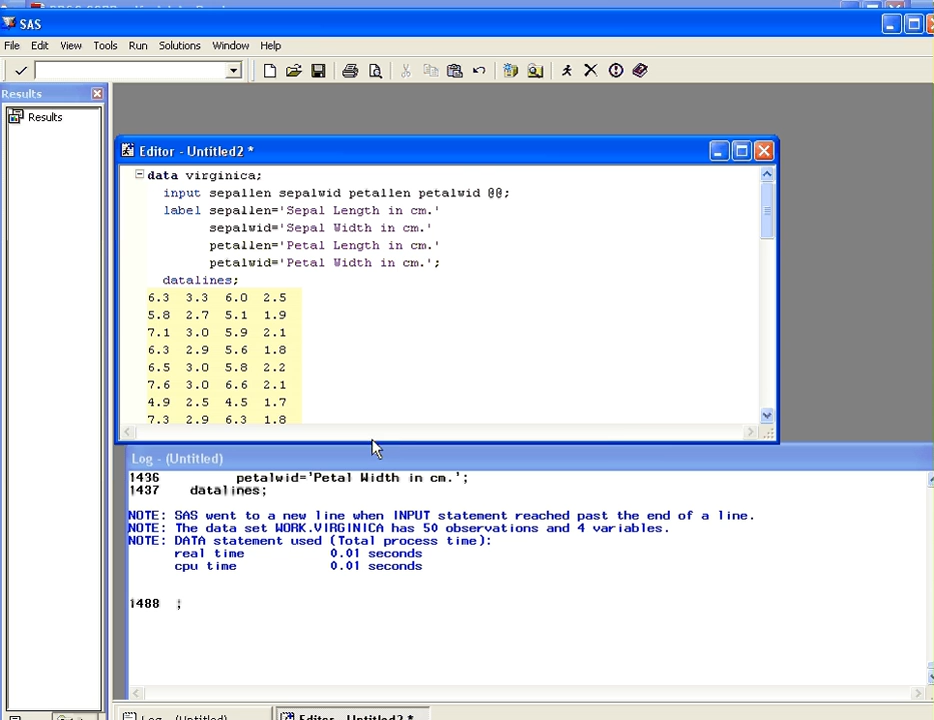 SAS
File Edit View Tools Run Solutions Window Help
Results
Results
Editor - Untitled2 *
data virginica;
input sepallen sepalwid petallen petalwid @@;
label sepallen='Sepal Length in cm.'
sepalwid='Sepal Width in cm.'
petallen='Petal Length in cm.'
petalwid='Petal Width in cm.';
datalines;
6.3 3.3 6.0 2.5
5.8 2.7 5.1 1.9
7.1 3.0 5.9 2.1
6.3 2.9 5.6 1.8
6.5 3.0 5.8 2.2
7.6 3.0 6.6 2.1
4.9 2.5 4.5 1.7
7.3 2.9 6.3 1.8
Log - (Untitled)
1436 petalwid='Petal Width in cm.';
1437 datalines;
NOTE: SAS went to a new line when INPUT statement reached past the end of a line.
NOTE: The data set WORK.VIRGINICA has 50 observations and 4 variables.
NOTE: DATA statement used (Total process time):
real time 0.01 seconds
cpu time 0.01 seconds
1488 ;
Log - (Untitled)
Editor - Untitled2 *